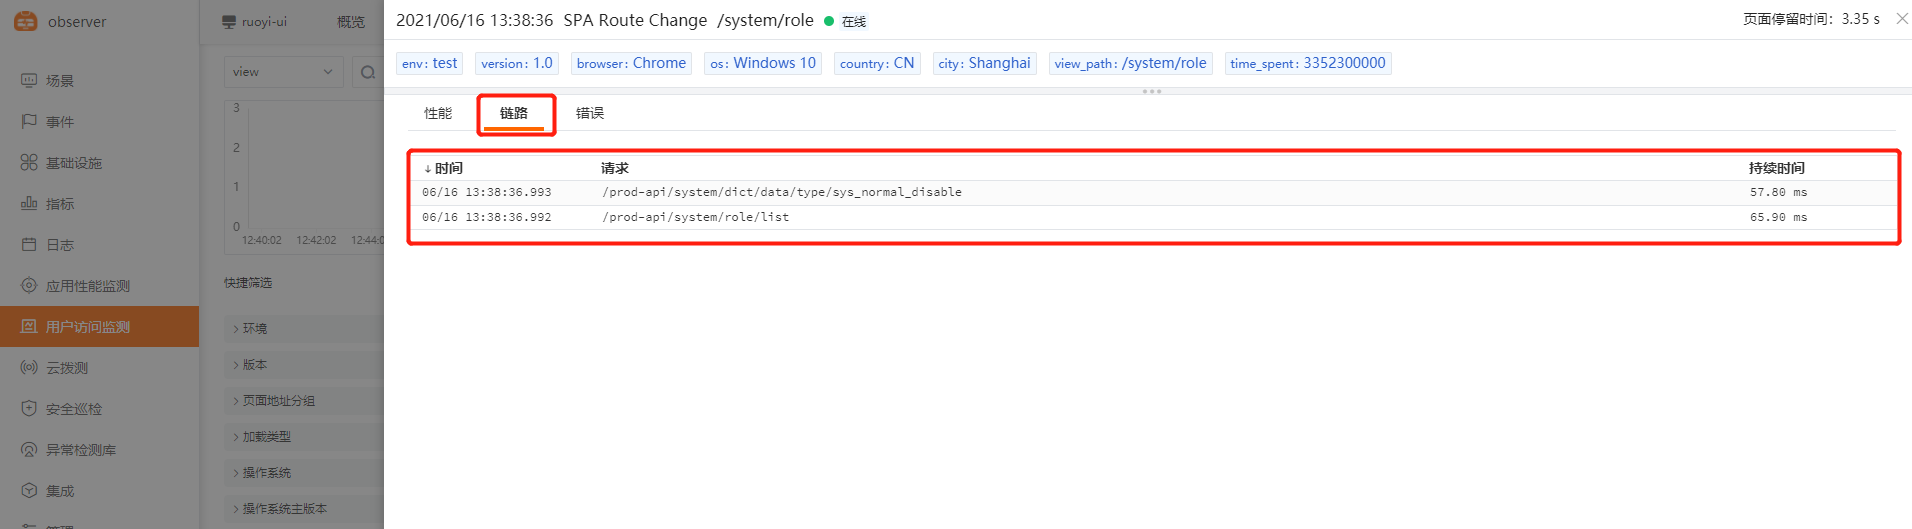 observer
场景
事件
基础设施
指标
日志
应用性能监测
用户访问监测
云拨测
安全巡检
异常检测库
集成
管理
ruoyi-ui
概览
view
3
2
1
0
12:40:02 12:42:02 12:44:0
快捷筛选
环境
版本
页面地址分组
加载类型
操作系统
操作系统主版本
2021/06/16 13:38:36 SPA Route Change /system/role 在线
页面停留时间: 3.35 s
env: test version: 1.0 browser: Chrome os: Windows 10 country: CN city: Shanghai view_path: /system/role time_spent: 3352300000
性能 链路 错误
↓时间 请求 持续时间
06/16 13:38:36.993 /prod-api/system/dict/data/type/sys_normal_disable 57.80 ms
06/16 13:38:36.992 /prod-api/system/role/list 65.90 ms